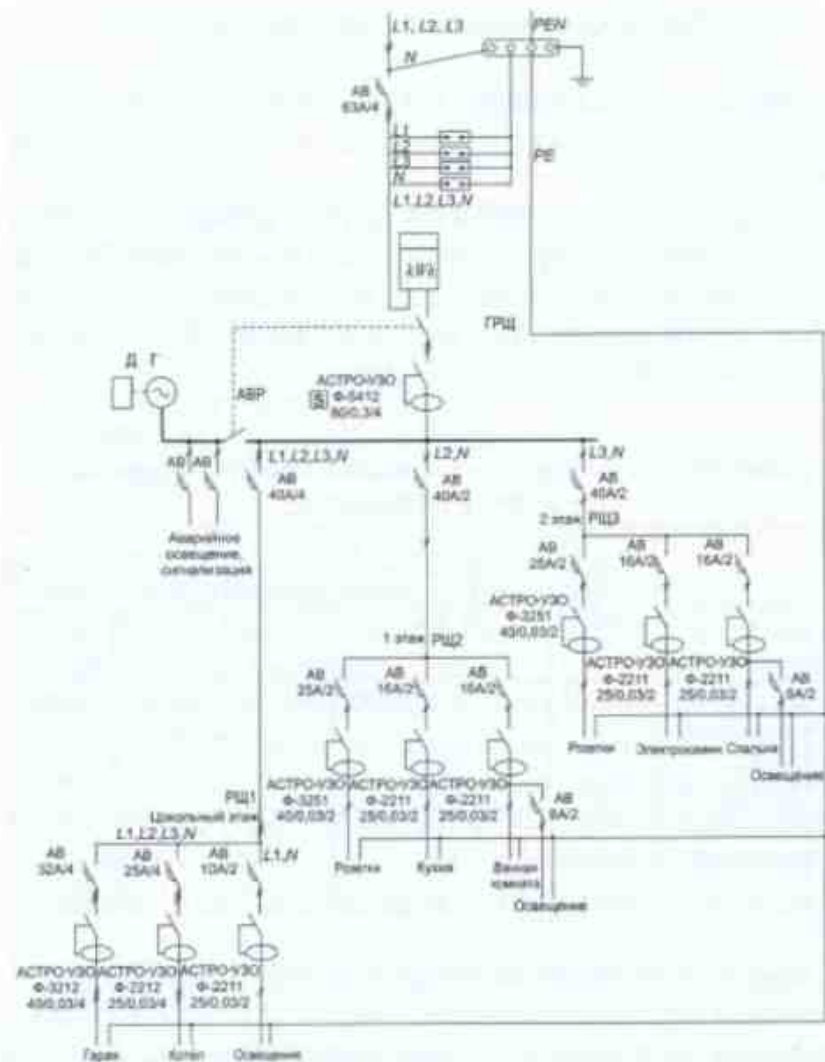 L1, L2, L3
PEN
N
АВ
63А/4
L1
L2
L3
N
PE
L1,L2,L3,N
kWh
ГРЩ
Д Г
АВР
АСТРО-УЗО
S
Ф-5412
80/0,3/4
АВ АВ
L1,L2,L3,N
АВ
40А/4
L2,N
АВ
40А/2
L3,N
АВ
40А/2
Аварийное
освещение,
сигнализация
2 этаж РЩ3
АВ
25А/2
АВ
16А/2
АВ
16А/2
АСТРО-УЗО
Ф-3251
40/0,03/2
АСТРО-УЗО
Ф-2211
25/0,03/2
АСТРО-УЗО
Ф-2211
25/0,03/2
АВ
6А/2
Розетки
Электрокамин
Спальня
Освещение
1 этаж РЩ2
АВ
25А/2
АВ
16А/2
АВ
16А/2
АСТРО-УЗО
Ф-3251
40/0,03/2
АСТРО-УЗО
Ф-2211
25/0,03/2
АСТРО-УЗО
Ф-2211
25/0,03/2
АВ
6А/2
Розетки
Кухня
Ванная
комната
Освещение
РЩ1
Цокольный этаж
L1,L2,L3,N
L1,N
АВ
32А/4
АВ
25А/4
АВ
10А/2
АСТРО-УЗО
Ф-3212
40/0,03/4
АСТРО-УЗО
Ф-2212
25/0,03/4
АСТРО-УЗО
Ф-2211
25/0,03/2
Гараж
Котел
Освещение